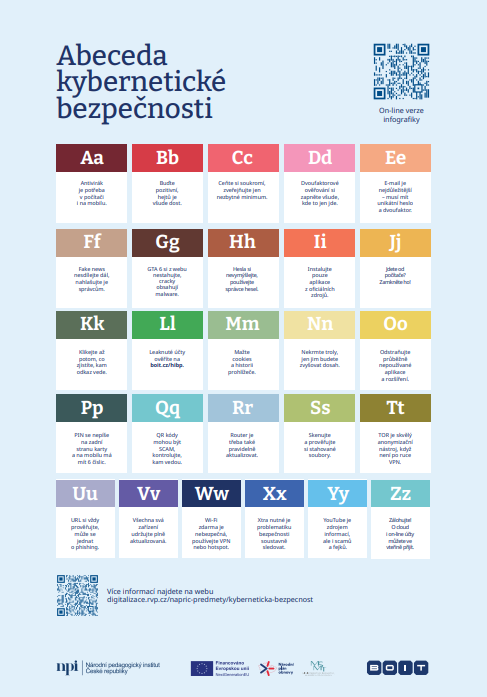 Abeceda
kybernetické
bezpečnosti
On-line verze
infografiky
Aa
Antivirák
je potřeba
v počítači
i na mobilu.
Bb
Buďte
pozitivní,
hejtů je
všude dost.
Cc
Ceňte si soukromí,
zveřejňujte jen
nezbytné minimum.
Dd
Dvoufaktorové
ověřování si
zapněte všude,
kde to jen jde.
Ee
E-mail je
nejdůležitější
– musí mít
unikátní heslo
a dvoufaktor.
Ff
Fake news
nesdílejte dál,
nahlašujte je
správcům.
Gg
GTA 6 si z webu
nestahujte,
cracky
obsahují
malware.
Hh
Hesla si
nevymýšlejte,
používejte
správce hesel.
Ii
Instalujte
pouze
aplikace
z oficiálních
zdrojů.
Jj
Jdete od
počítače?
Zamkněte ho!
Kk
Klikejte až
potom, co
zjistíte, kam
odkaz vede.
Ll
Leaknuté účty
ověříte na
boit.cz/hibp.
Mm
Mažte
cookies
a historii
prohlížeče.
Nn
Nekrmte troly,
jen jim budete
zvyšovat dosah.
Oo
Odstraňujte
průběžně
nepoužívané
aplikace
a rozšíření.
Pp
PIN se nepíše
na zadní
stranu karty
a na mobilu má
mít 6 číslic.
Qq
QR kódy
mohou být
SCAM,
kontrolujte,
kam vedou.
Rr
Router je
třeba také
pravidelně
aktualizovat.
Ss
Skenujte
a prověřujte
si stahované
soubory.
Tt
TOR je skvělý
anonymizační
nástroj, když
není po ruce
VPN.
Uu
URL si vždy
prověřujte,
může se
jednat
o phishing.
Vv
Všechna svá
zařízení
udržujte plně
aktualizovaná.
Ww
Wi-Fi
zdarma je
nebezpečná,
používejte VPN
nebo hotspot.
Xx
Xtra nutné je
problematiku
bezpečnosti
soustavně
sledovat.
Yy
YouTube je
zdrojem
informací,
ale i scamů
a fejků.
Zz
Zálohujte!
O cloud
i on-line účty
můžete ve
vteřině přijít.
Více informací najdete na webu
digitalizace.rvp.cz/napric-predmety/kyberneticka-bezpecnost
npi
Národní pedagogický institut
České republiky
Financováno
Evropskou unií
NextGenerationEU
Národní
plán
obnovy
BOIT